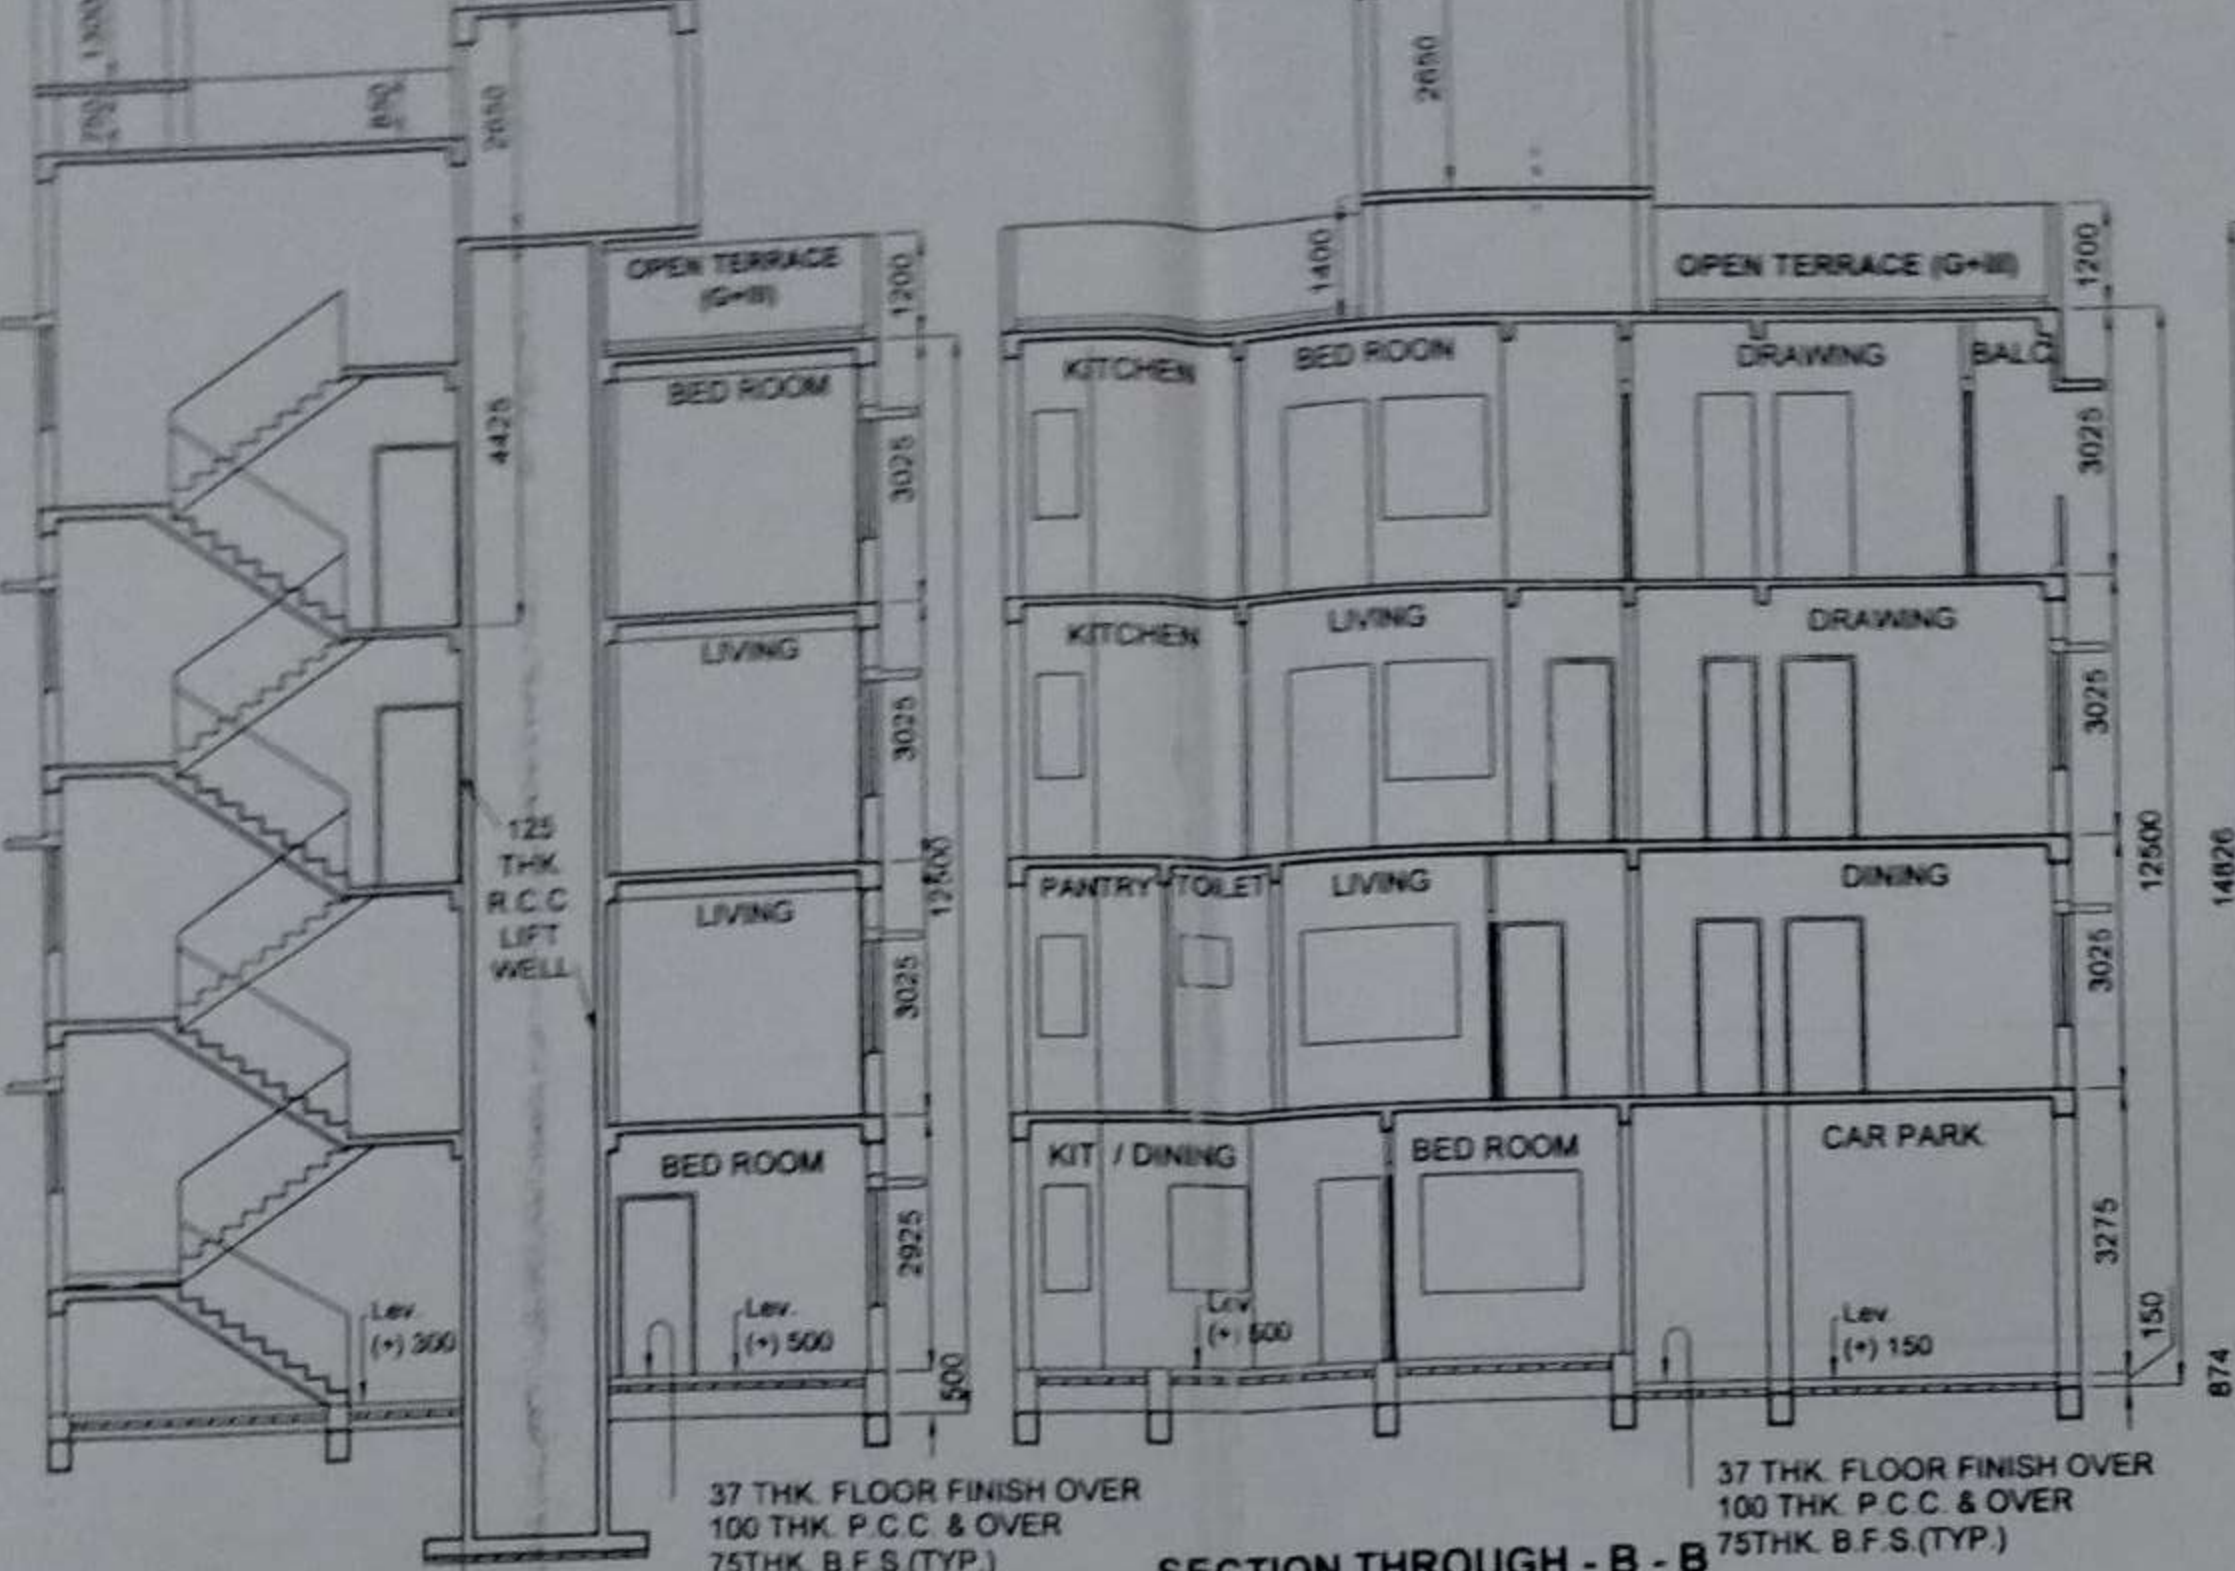 1300
750
850
2650
OPEN TERRACE
(G+III)
1200
BED ROOM
4425
3025
LIVING
3025
125
THK
R.C.C
LIFT
WELL
LIVING
3025
12500
BED ROOM
2925
Lev.
(+) 300
Lev.
(+) 500
500
37 THK. FLOOR FINISH OVER
100 THK. P.C.C. & OVER
75THK. B.F.S.(TYP.)
2650
1400
OPEN TERRACE (G+III)
1200
KITCHEN
BED ROON
DRAWING
BALC
3025
KITCHEN
LIVING
DRAWING
3025
PANTRY
TOILET
LIVING
DINING
3025
12500
14826
KIT / DINING
BED ROOM
CAR PARK
3275
Lev
(+) 500
Lev.
(+) 150
150
874
37 THK. FLOOR FINISH OVER
100 THK. P.C.C. & OVER
75THK. B.F.S.(TYP.)
SECTION THROUGH - B - B